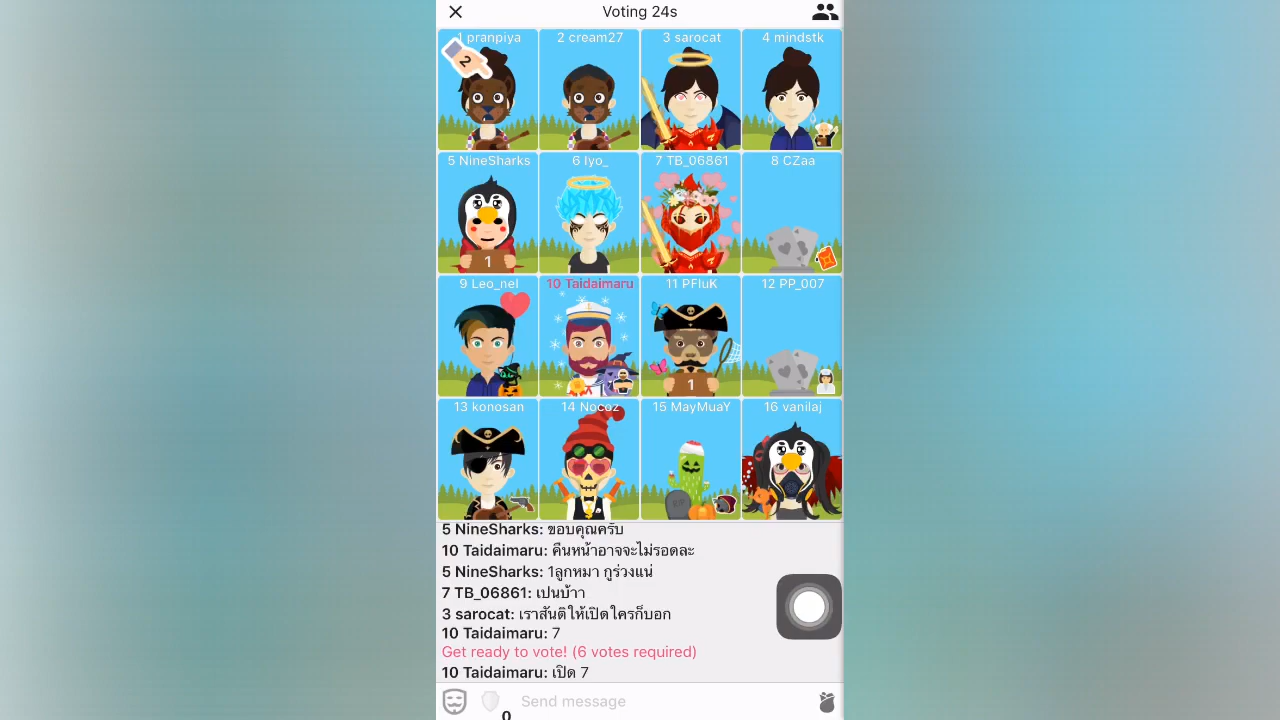 Voting 24s
1 pranpiya
2 cream27
3 sarocat
4 mindstk
2
5 NineSharks
6 Iyo_
7 TB_06861
8 CZaa
1
9 Leo_nel
10 Taidaimaru
11 PFluK
12 PP_007
1
13 konosan
14 Nocoz
15 MayMuaY
16 vanilaj
5 NineSharks: ขอบคุณครับ
10 Taidaimaru: คืนหน้าอาจจะไม่รอดละ
5 NineSharks: 1ลูกหมา กูร่วงแน่
7 TB_06861: เปนบ้าา
3 sarocat: เราสันติให้เปิดใครก็บอก
10 Taidaimaru: 7
Get ready to vote! (6 votes required)
10 Taidaimaru: เปิด 7
0
Send message